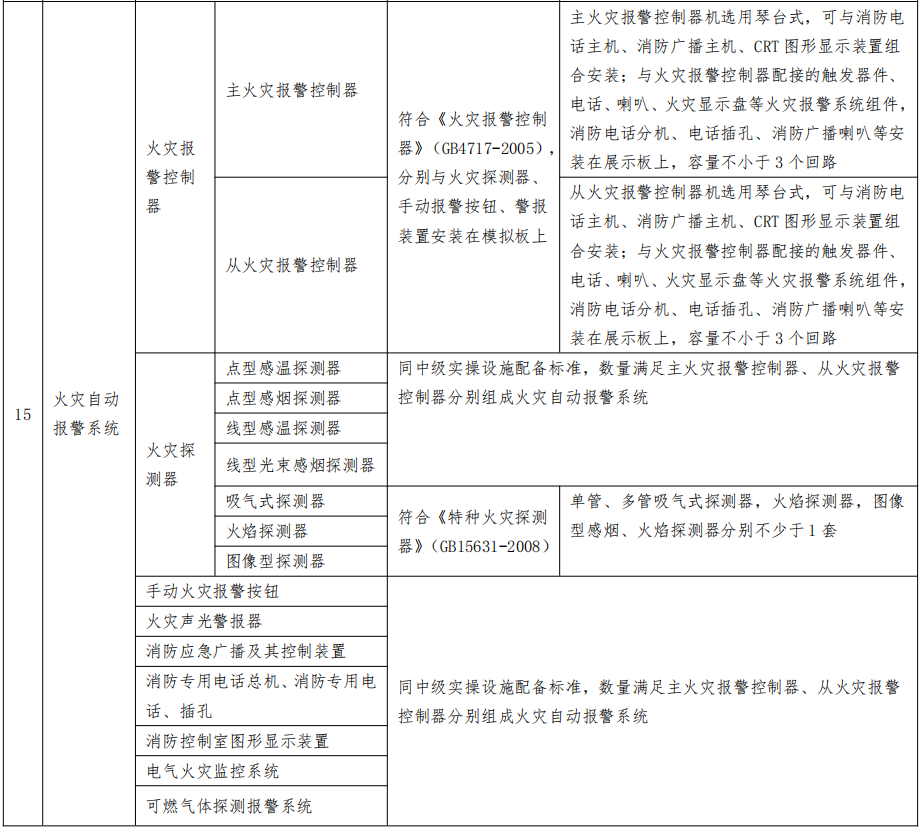 15
火灾自动
报警系统
火灾报
警控制
器
主火灾报警控制器
符合《火灾报警控制
器》（GB4717-2005），
分别与火灾探测器、
手动报警按钮、警报
装置安装在模拟板上
主火灾报警控制器机选用琴台式，可与消防电
话主机、消防广播主机、CRT 图形显示装置组
合安装；与火灾报警控制器配接的触发器件、
电话、喇叭、火灾显示盘等火灾报警系统组件，
消防电话分机、电话插孔、消防广播喇叭等安
装在展示板上，容量不小于 3 个回路
从火灾报警控制器
从火灾报警控制器机选用琴台式，可与消防电
话主机、消防广播主机、CRT 图形显示装置组
合安装；与火灾报警控制器配接的触发器件、
电话、喇叭、火灾显示盘等火灾报警系统组件，
消防电话分机、电话插孔、消防广播喇叭等安
装在展示板上，容量不小于 3 个回路
火灾探
测器
点型感温探测器
点型感烟探测器
线型感温探测器
线型光束感烟探测器
同中级实操设施配备标准，数量满足主火灾报警控制器、从火灾报警
控制器分别组成火灾自动报警系统
吸气式探测器
火焰探测器
图像型探测器
符合《特种火灾探测
器》（GB15631-2008）
单管、多管吸气式探测器，火焰探测器，图像
型感烟、火焰探测器分别不少于 1 套
手动火灾报警按钮
火灾声光警报器
消防应急广播及其控制装置
消防专用电话总机、消防专用电
话、插孔
消防控制室图形显示装置
电气火灾监控系统
可燃气体探测报警系统
同中级实操设施配备标准，数量满足主火灾报警控制器、从火灾报警
控制器分别组成火灾自动报警系统